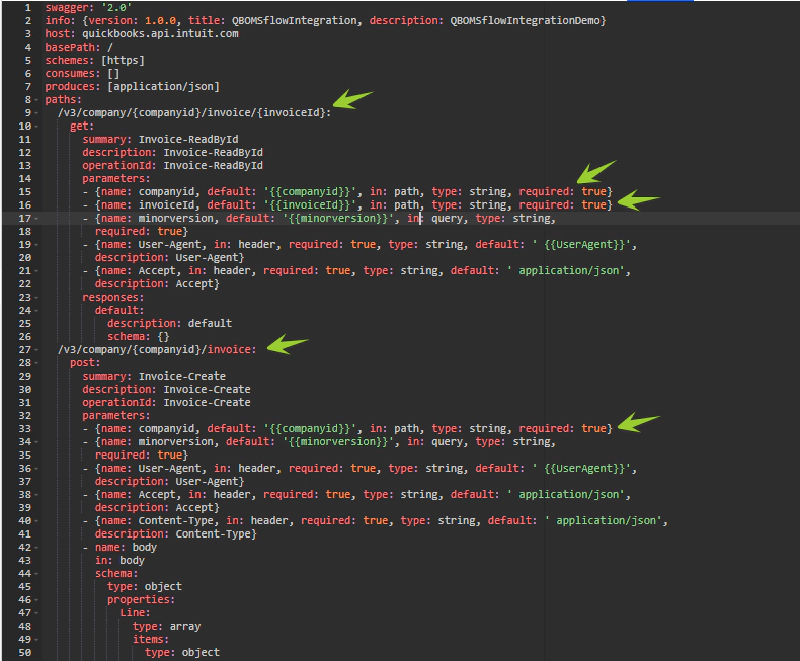 1 swagger: '2.0'
2 info: {version: 1.0.0, title: QBOMSflowIntegration, description: QBOMSflowIntegrationDemo}
3 host: quickbooks.api.intuit.com
4 basePath: /
5 schemes: [https]
6 consumes: []
7 produces: [application/json]
8 paths:
9 /v3/company/{companyid}/invoice/{invoiceId}:
10 get:
11 summary: Invoice-ReadById
12 description: Invoice-ReadById
13 operationId: Invoice-ReadById
14 parameters:
15 - {name: companyid, default: '{{companyid}}', in: path, type: string, required: true}
16 - {name: invoiceId, default: '{{invoiceId}}', in: path, type: string, required: true}
17 - {name: minorversion, default: '{{minorversion}}', in: query, type: string,
18 required: true}
19 - {name: User-Agent, in: header, required: true, type: string, default: ' {{UserAgent}}',
20 description: User-Agent}
21 - {name: Accept, in: header, required: true, type: string, default: ' application/json',
22 description: Accept}
23 responses:
24 default:
25 description: default
26 schema: {}
27 /v3/company/{companyid}/invoice:
28 post:
29 summary: Invoice-Create
30 description: Invoice-Create
31 operationId: Invoice-Create
32 parameters:
33 - {name: companyid, default: '{{companyid}}', in: path, type: string, required: true}
34 - {name: minorversion, default: '{{minorversion}}', in: query, type: string,
35 required: true}
36 - {name: User-Agent, in: header, required: true, type: string, default: ' {{UserAgent}}',
37 description: User-Agent}
38 - {name: Accept, in: header, required: true, type: string, default: ' application/json',
39 description: Accept}
40 - {name: Content-Type, in: header, required: true, type: string, default: ' application/json',
41 description: Content-Type}
42 - name: body
43 in: body
44 schema:
45 type: object
46 properties:
47 Line:
48 type: array
49 items:
50 type: object